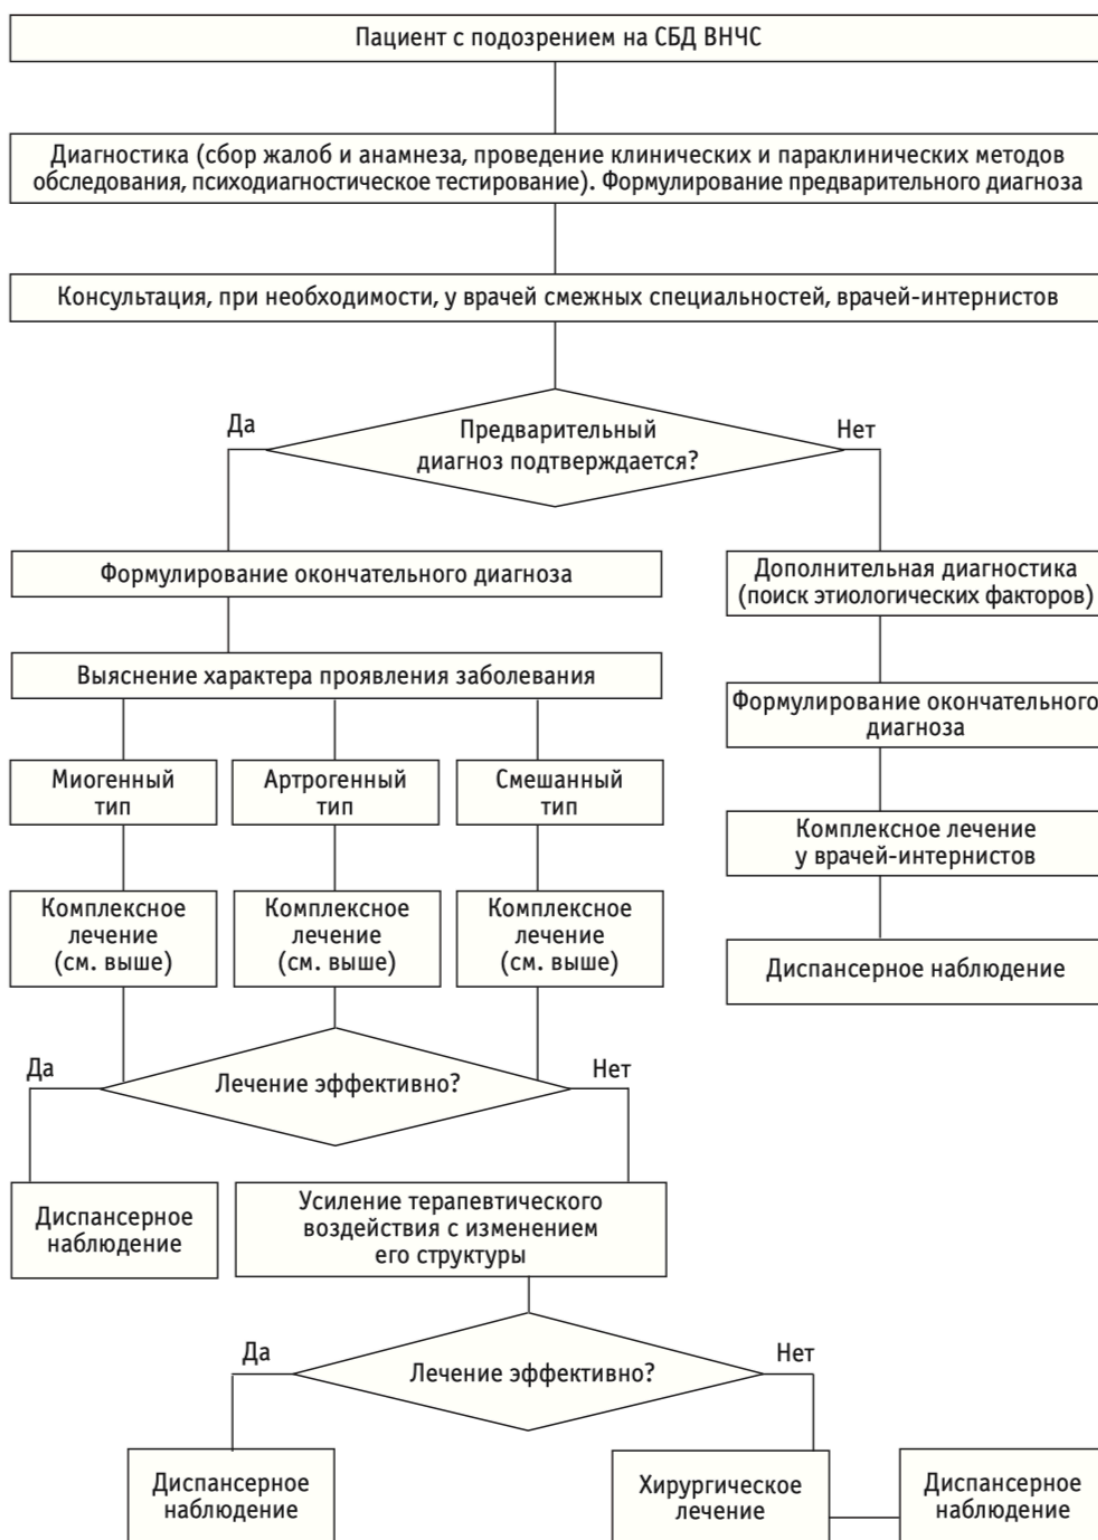 Пациент с подозрением на СБД ВНЧС
Диагностика (сбор жалоб и анамнеза, проведение клинических и параклинических методов
обследования, психодиагностическое тестирование). Формулирование предварительного диагноза
Консультация, при необходимости, у врачей смежных специальностей, врачей-интернистов
Да
Предварительный
диагноз подтверждается?
Нет
Формулирование окончательного диагноза
Дополнительная диагностика
(поиск этиологических факторов)
Выяснение характера проявления заболевания
Формулирование окончательного
диагноза
Миогенный
тип
Артрогенный
тип
Смешанный
тип
Комплексное лечение
у врачей-интернистов
Комплексное
лечение
(см. выше)
Комплексное
лечение
(см. выше)
Комплексное
лечение
(см. выше)
Диспансерное наблюдение
Да
Лечение эффективно?
Нет
Диспансерное
наблюдение
Усиление терапевтического
воздействия с изменением
его структуры
Да
Лечение эффективно?
Нет
Диспансерное
наблюдение
Хирургическое
лечение
Диспансерное
наблюдение